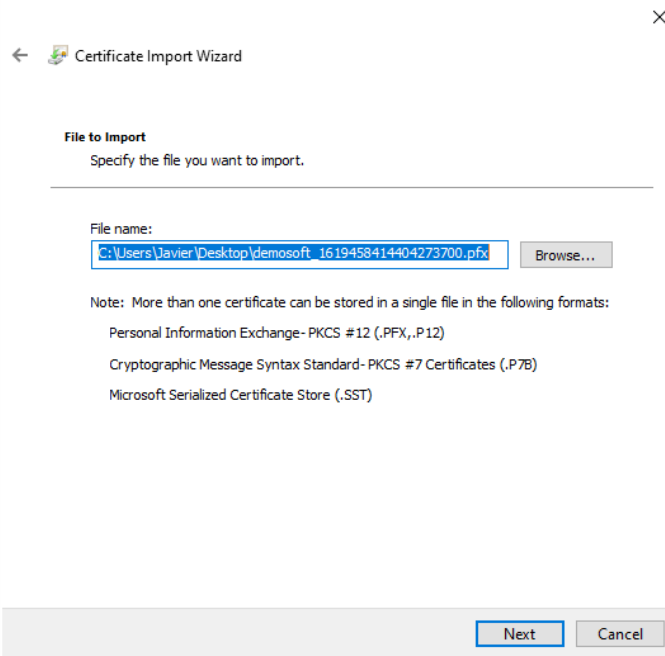 Certificate Import Wizard
File to Import
Specify the file you want to import.
File name:
C:\Users\Javier\Desktop\demosoft_1619458414404273700.pfx
Browse...
Note: More than one certificate can be stored in a single file in the following formats:
Personal Information Exchange- PKCS #12 (.PFX,.P12)
Cryptographic Message Syntax Standard- PKCS #7 Certificates (.P7B)
Microsoft Serialized Certificate Store (.SST)
Next
Cancel